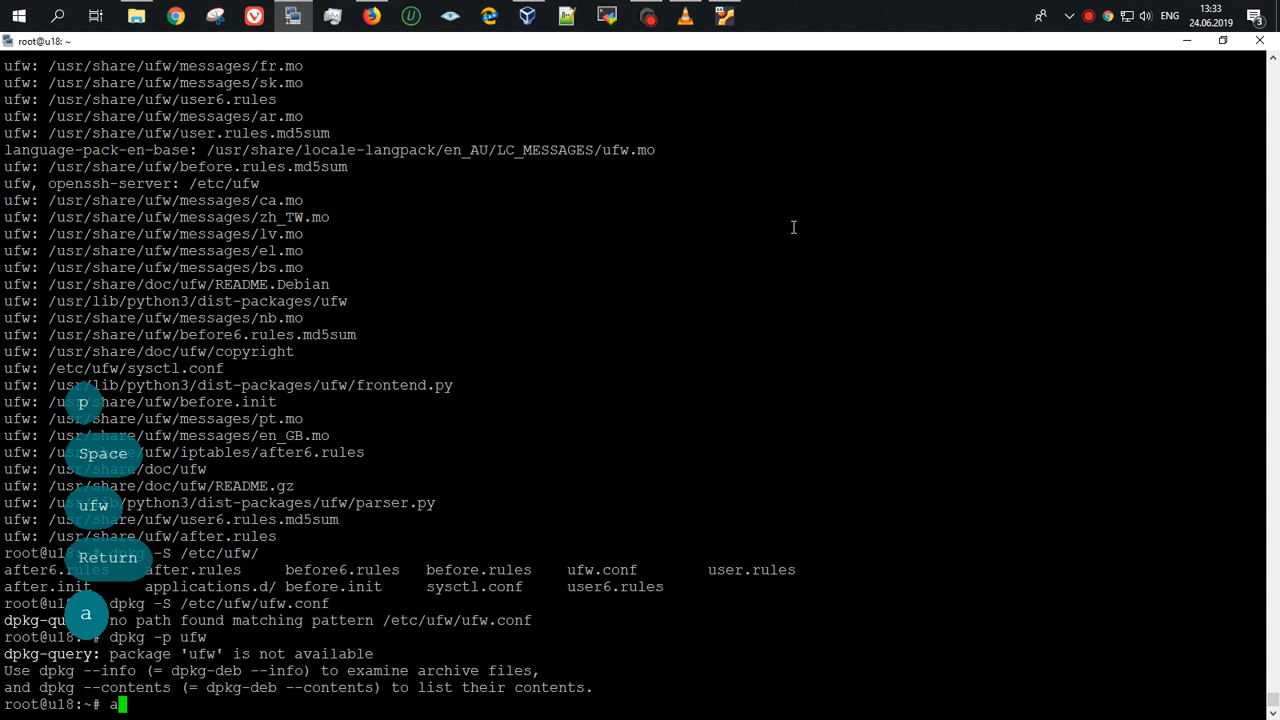 13:33
ENG
24.06.2019
3
root@u18: ~
ufw: /usr/share/ufw/messages/fr.mo
ufw: /usr/share/ufw/messages/sk.mo
ufw: /usr/share/ufw/user6.rules
ufw: /usr/share/ufw/messages/ar.mo
ufw: /usr/share/ufw/user.rules.md5sum
language-pack-en-base: /usr/share/locale-langpack/en_AU/LC_MESSAGES/ufw.mo
ufw: /usr/share/ufw/before.rules.md5sum
ufw, openssh-server: /etc/ufw
ufw: /usr/share/ufw/messages/ca.mo
ufw: /usr/share/ufw/messages/zh_TW.mo
ufw: /usr/share/ufw/messages/lv.mo
ufw: /usr/share/ufw/messages/el.mo
ufw: /usr/share/ufw/messages/bs.mo
ufw: /usr/share/doc/ufw/README.Debian
ufw: /usr/lib/python3/dist-packages/ufw
ufw: /usr/share/ufw/messages/nb.mo
ufw: /usr/share/ufw/before6.rules.md5sum
ufw: /usr/share/doc/ufw/copyright
ufw: /etc/ufw/sysctl.conf
ufw: /usr/lib/python3/dist-packages/ufw/frontend.py
ufw: /usr/share/ufw/before.init
p
ufw: /usr/share/ufw/messages/pt.mo
ufw: /usr/share/ufw/messages/en_GB.mo
ufw: /usr/share/ufw/iptables/after6.rules
Space
ufw: /usr/share/doc/ufw
ufw: /usr/share/doc/ufw/README.gz
ufw: /usr/lib/python3/dist-packages/ufw/parser.py
ufw
ufw: /usr/share/ufw/user6.rules.md5sum
ufw: /usr/share/ufw/after.rules
root@u18:~# dpkg -S /etc/ufw/
Return
after6.rules after.rules before6.rules before.rules ufw.conf user.rules
after.init applications.d/ before.init sysctl.conf user6.rules
root@u18:~# dpkg -S /etc/ufw/ufw.conf
a
dpkg-query: no path found matching pattern /etc/ufw/ufw.conf
root@u18:~# dpkg -p ufw
dpkg-query: package 'ufw' is not available
Use dpkg --info (= dpkg-deb --info) to examine archive files,
and dpkg --contents (= dpkg-deb --contents) to list their contents.
root@u18:~# a